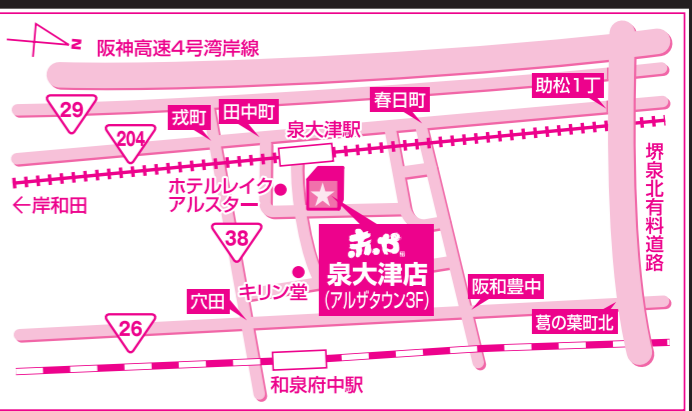 N
阪神高速4号湾岸線
29
204
戎町
田中町
春日町
助松1丁
泉大津駅
堺泉北有料道路
ホテルレイク
アルスター
←岸和田
38
キリン堂
泉大津店
(アルザタウン3F)
穴田
阪和豊中
葛の葉町北
26
和泉府中駅